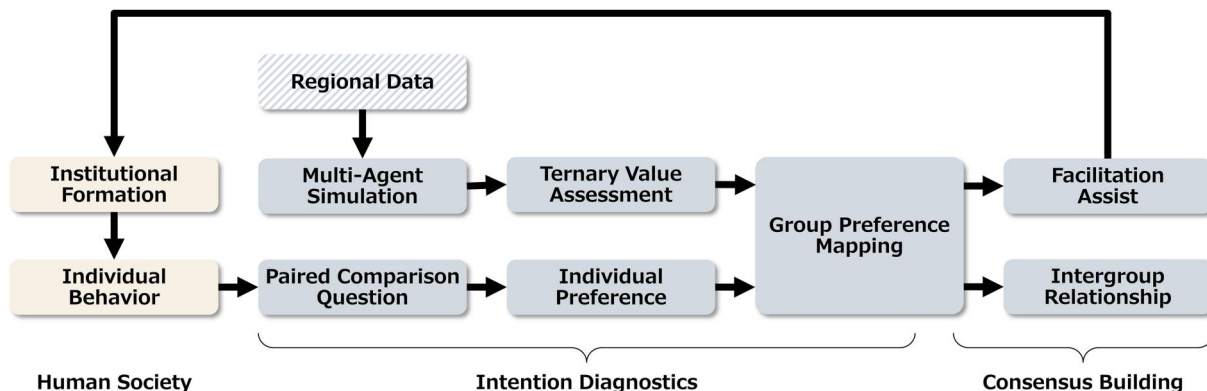 Regional Data
Institutional
Formation
Multi-Agent
Simulation
Ternary Value
Assessment
Group Preference
Mapping
Facilitation
Assist
Individual
Behavior
Paired Comparison
Question
Individual
Preference
Intergroup
Relationship
Human Society
Intention Diagnostics
Consensus Building